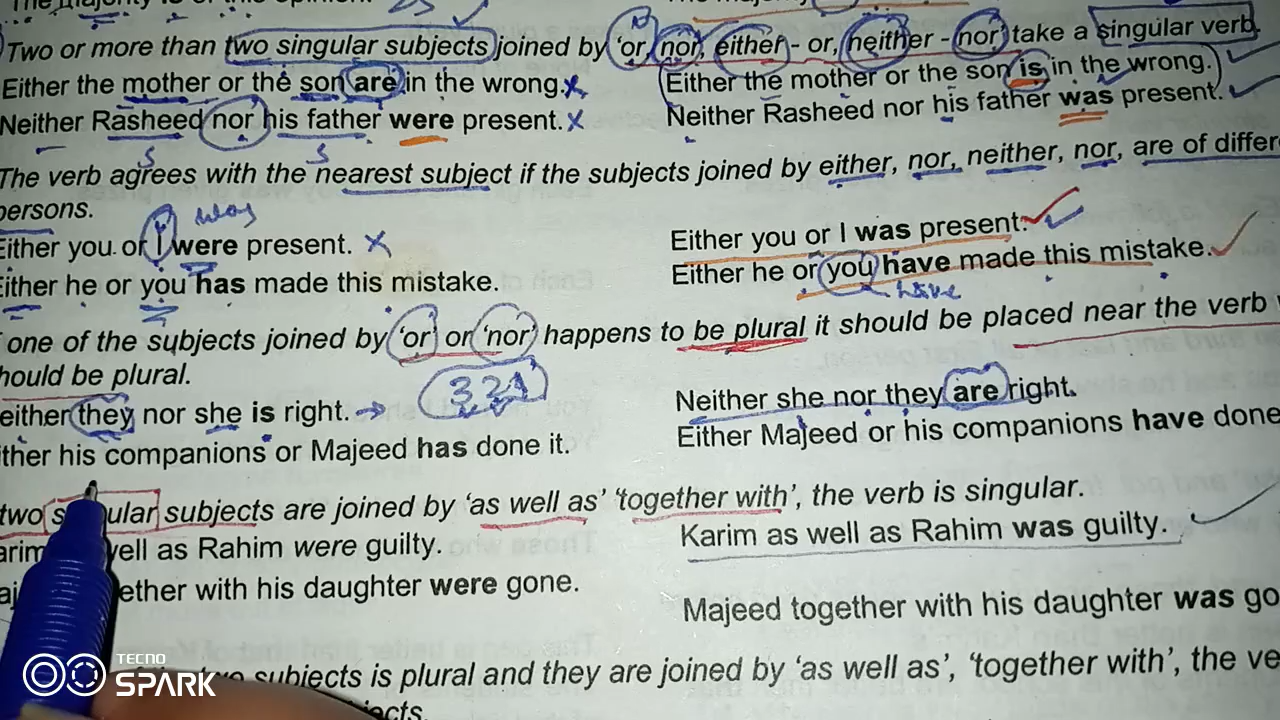 Two or more than two singular subjects joined by 'or, nor, either - or, neither - nor' take a singular verb.
Either the mother or the son are in the wrong. x Either the mother or the son is in the wrong.
Neither Rasheed nor his father were present. x Neither Rasheed nor his father was present.
S S
The verb agrees with the nearest subject if the subjects joined by either, nor, neither, nor, are of differ
persons.
was
Either you or I were present. x Either you or I was present.
Either he or you has made this mistake. Either he or you have made this mistake.
have
one of the subjects joined by 'or' or 'nor' happens to be plural it should be placed near the verb
hould be plural.
321
either they nor she is right. → Neither she nor they are right.
ither his companions or Majeed has done it. Either Majeed or his companions have done
two subjects are joined by 'as well as' 'together with', the verb is singular.
arim well as Rahim were guilty. Karim as well as Rahim was guilty.
ether with his daughter were gone. Majeed together with his daughter was go
subjects is plural and they are joined by 'as well as', 'together with', the ve
jects.
TECNO
SPARK